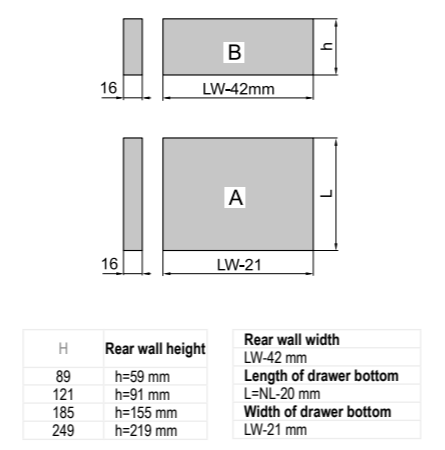 B
h
16
LW-42mm
A
L
16
LW-21
H Rear wall height
89 h=59 mm
121 h=91 mm
185 h=155 mm
249 h=219 mm
Rear wall width
LW-42 mm
Length of drawer bottom
L=NL-20 mm
Width of drawer bottom
LW-21 mm